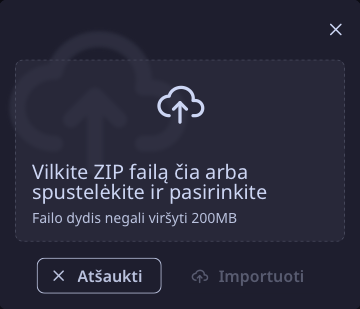 Vilkite ZIP failą čia arba
spustelėkite ir pasirinkite
Failo dydis negali viršyti 200MB
Atšaukti
Importuoti